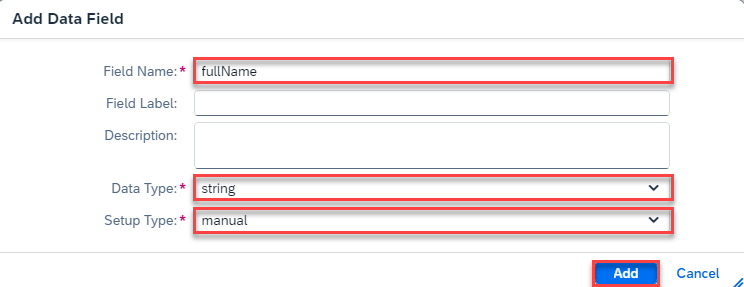 Add Data Field
Field Name:* fullName
Field Label:
Description:
Data Type:* string
Setup Type:* manual
Add Cancel